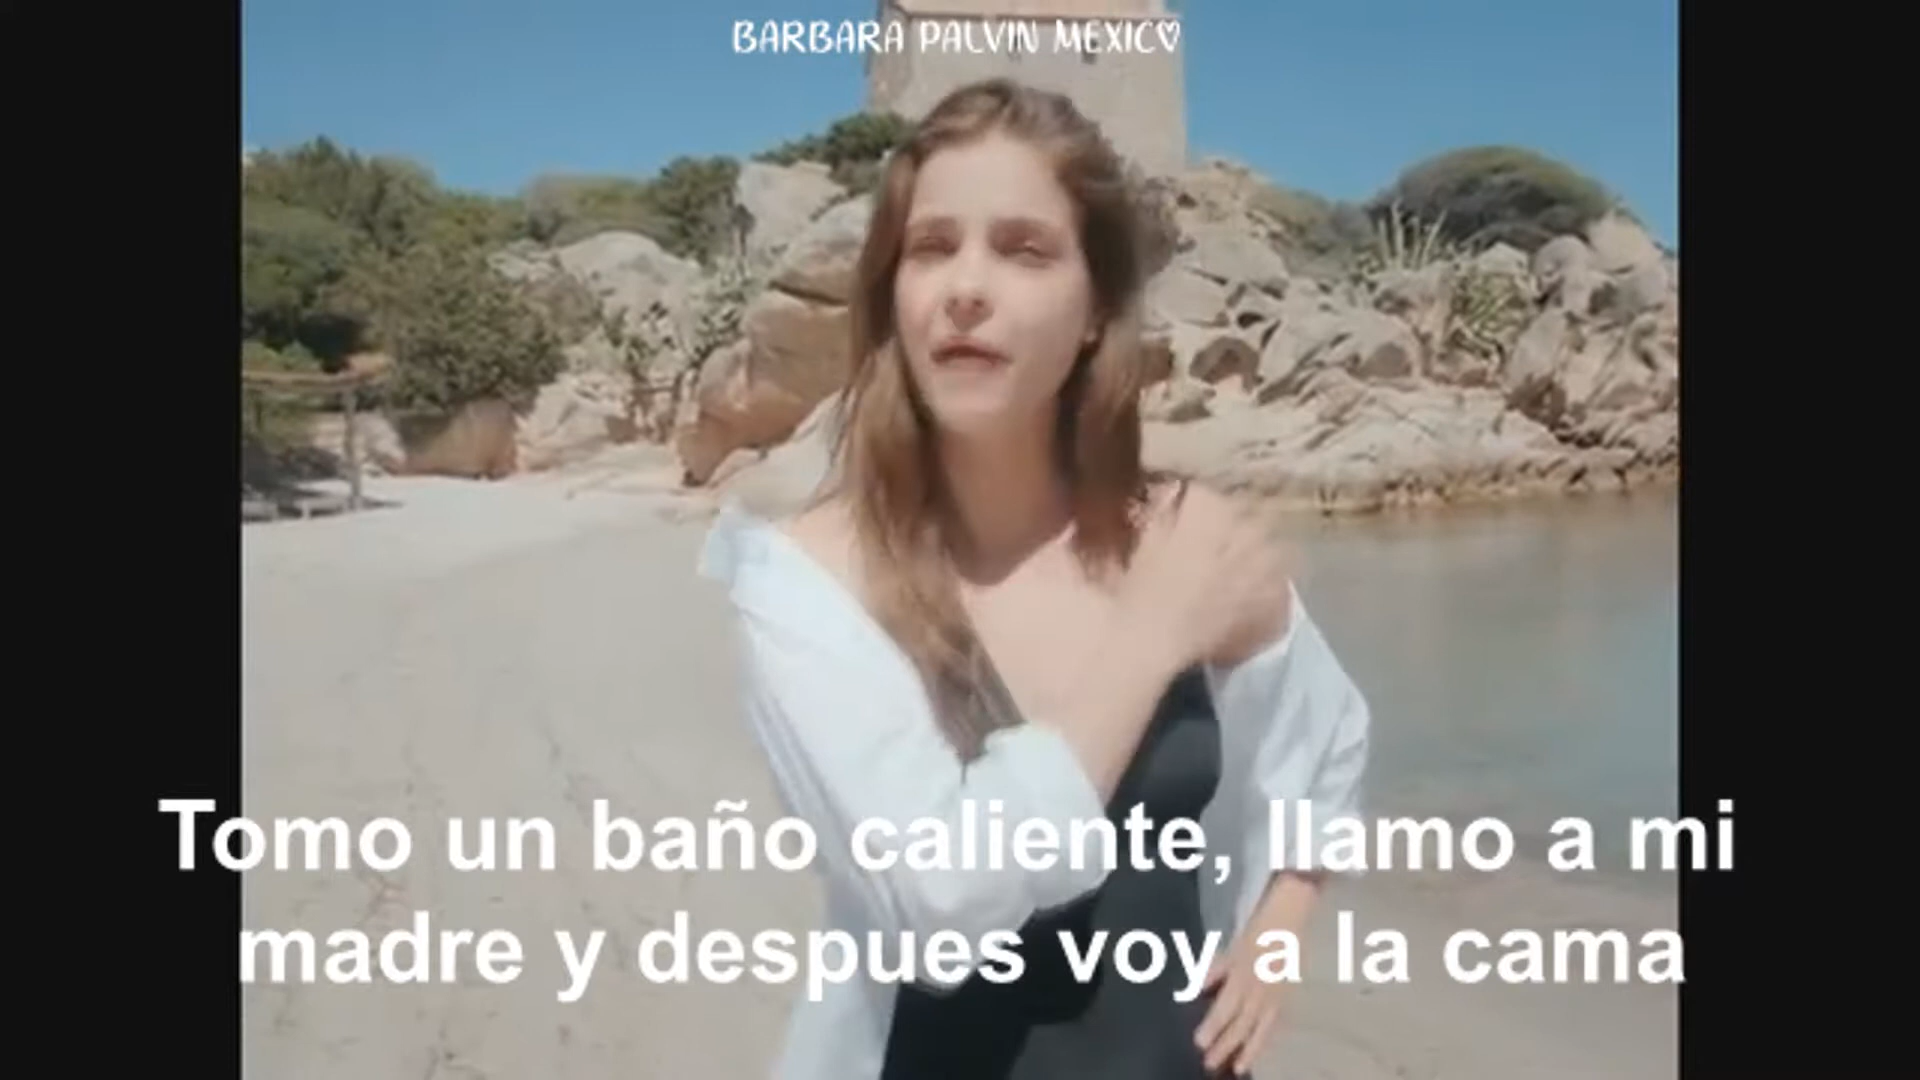 BARBARA PALVIN MEXICO
Tomo un baño caliente, llamo a mi
madre y despues voy a la cama